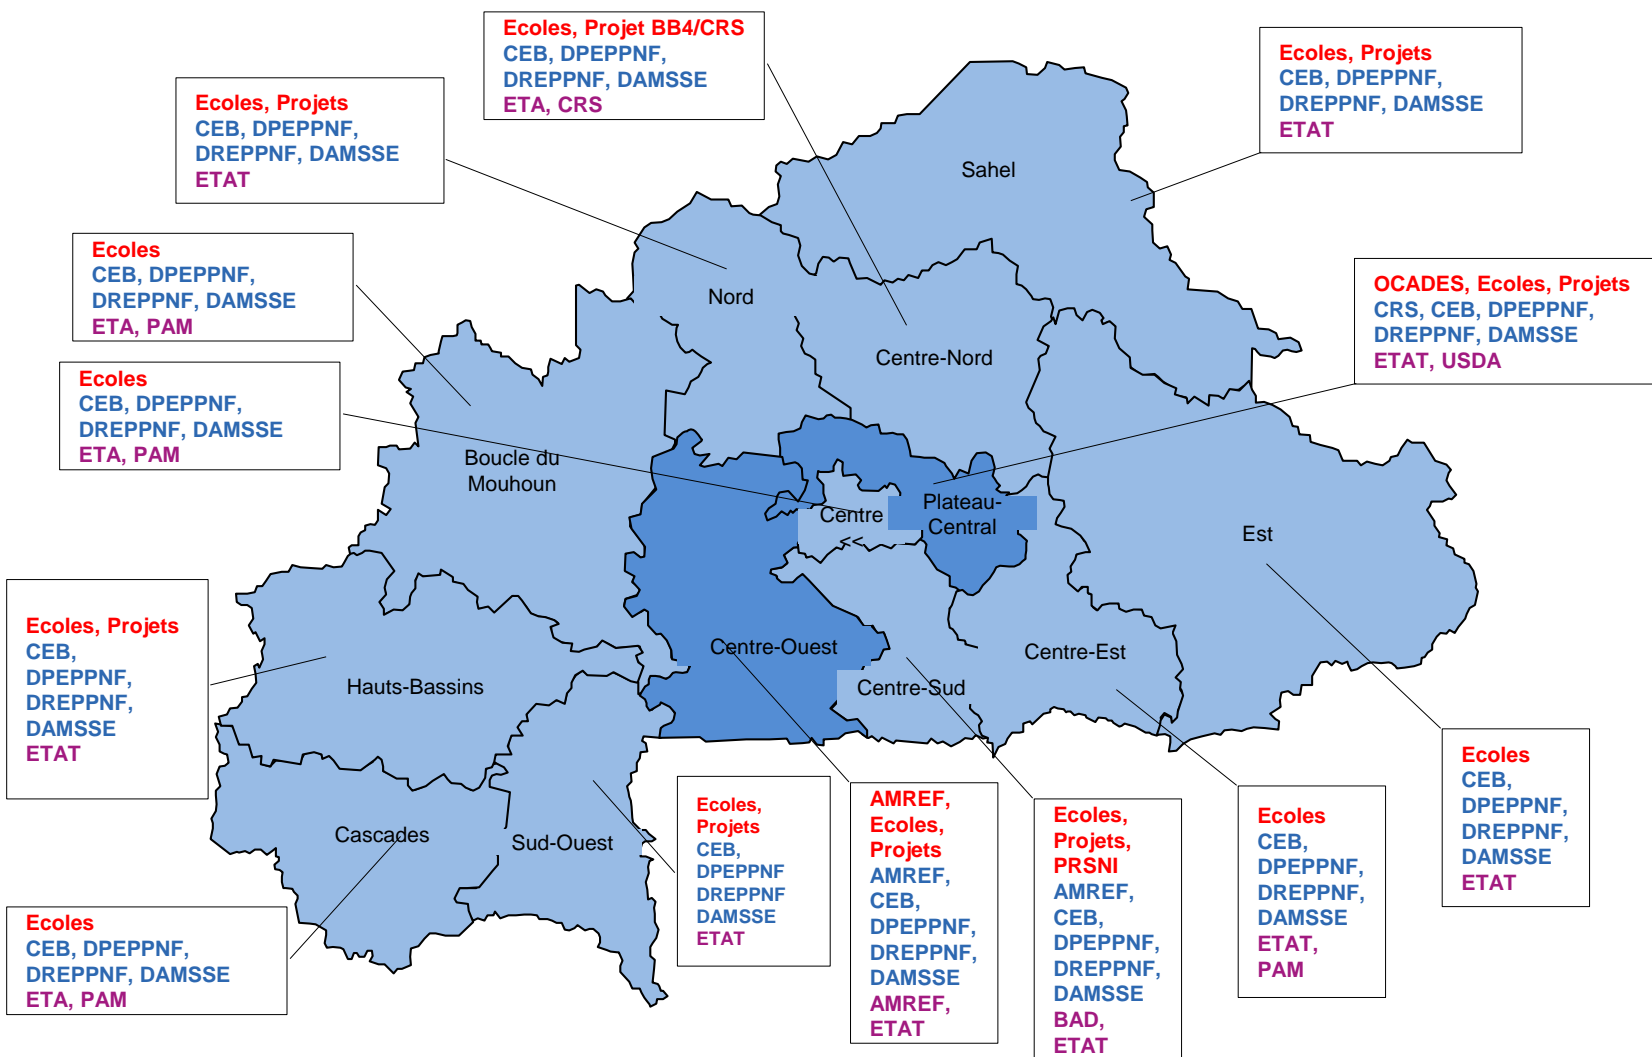 Ecoles, Projet BB4/CRS
CEB, DPEPPNF,
DREPPNF, DAMSSE
ETA, CRS
Ecoles, Projets
CEB, DPEPPNF,
DREPPNF, DAMSSE
ETAT
Ecoles, Projets
CEB, DPEPPNF,
DREPPNF, DAMSSE
ETAT
Sahel
Ecoles
CEB, DPEPPNF,
DREPPNF, DAMSSE
ETA, PAM
Nord
OCADES, Ecoles, Projets
CRS, CEB, DPEPPNF,
DREPPNF, DAMSSE
ETAT, USDA
Centre-Nord
Ecoles
CEB, DPEPPNF,
DREPPNF, DAMSSE
ETA, PAM
Boucle du
Mouhoun
Centre
Plateau-
Central
Est
Ecoles, Projets
CEB,
DPEPPNF,
DREPPNF,
DAMSSE
ETAT
Hauts-Bassins
Centre-Ouest
Centre-Est
Centre-Sud
Cascades
Sud-Ouest
Ecoles
CEB, DPEPPNF,
DREPPNF, DAMSSE
ETA, PAM
Ecoles,
Projets
CEB,
DPEPPNF
DREPPNF
DAMSSE
ETAT
AMREF,
Ecoles,
Projets
AMREF,
CEB,
DPEPPNF,
DREPPNF,
DAMSSE
AMREF,
ETAT
Ecoles,
Projets,
PRSNI
AMREF,
CEB,
DPEPPNF,
DREPPNF,
DAMSSE
BAD,
ETAT
Ecoles
CEB,
DPEPPNF,
DREPPNF,
DAMSSE
ETAT,
PAM
Ecoles
CEB,
DPEPPNF,
DREPPNF,
DAMSSE
ETAT